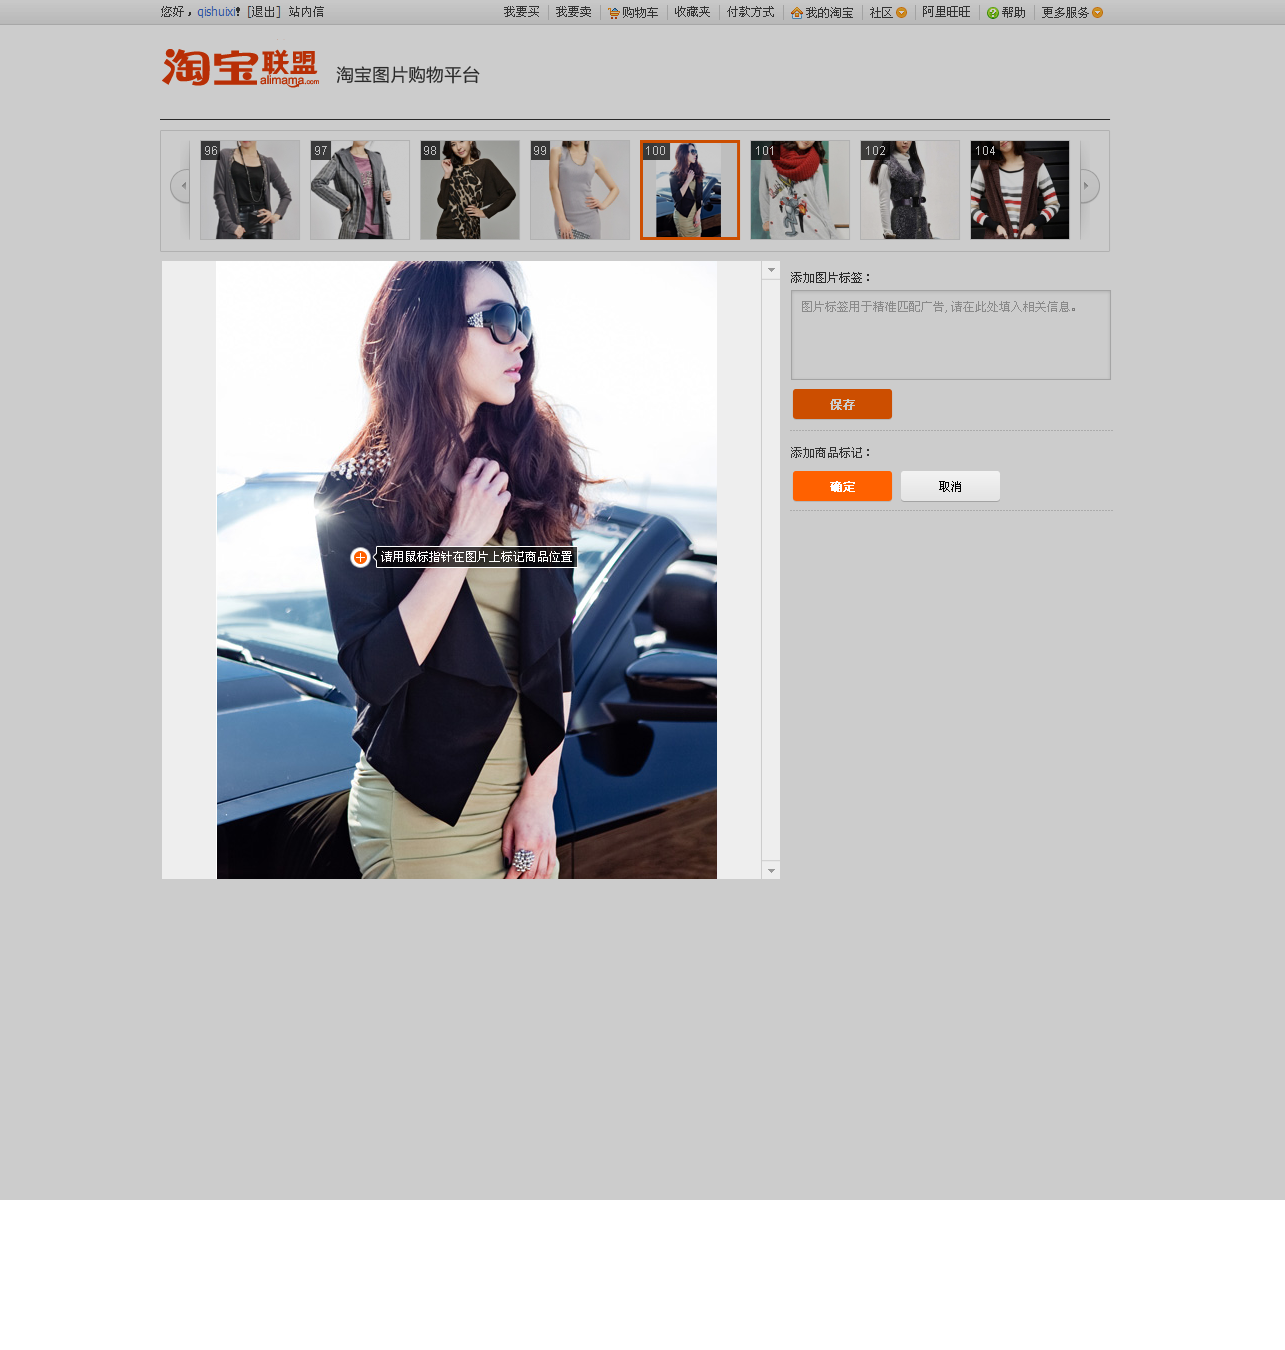 您好，qishuixi! [退出] 站内信 我要买 我要卖 购物车 收藏夹 付款方式 我的淘宝 社区 阿里旺旺 帮助 更多服务
淘宝联盟 alimama.com 淘宝图片购物平台
96 97 98 99 100 101 102 104
添加图片标签：
图片标签用于精准匹配广告,请在此处填入相关信息。
保存
添加商品标记：
确定 取消
请用鼠标指针在图片上标记商品位置